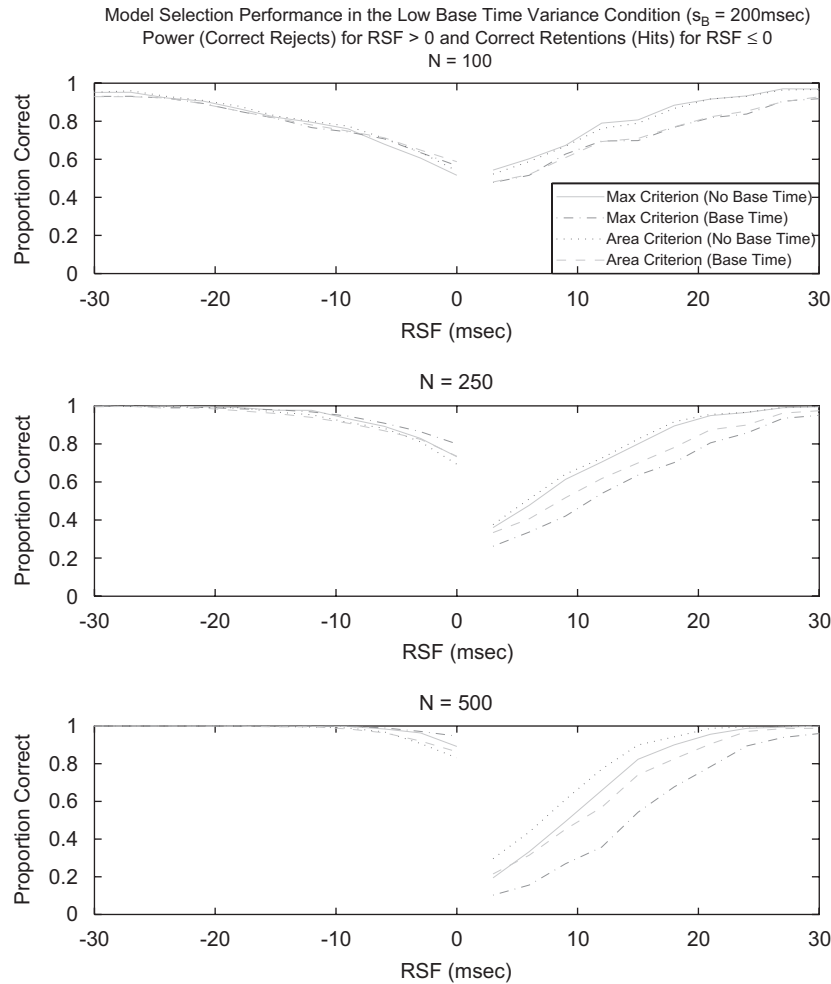 Model Selection Performance in the Low Base Time Variance Condition (sB = 200msec)
Power (Correct Rejects) for RSF > 0 and Correct Retentions (Hits) for RSF ≤ 0
N = 100
1
0.8
0.6
0.4
0.2
0
Proportion Correct
Max Criterion (No Base Time)
Max Criterion (Base Time)
Area Criterion (No Base Time)
Area Criterion (Base Time)
-30 -20 -10 0 10 20 30
RSF (msec)
N = 250
1
0.8
0.6
0.4
0.2
0
Proportion Correct
-30 -20 -10 0 10 20 30
RSF (msec)
N = 500
1
0.8
0.6
0.4
0.2
0
Proportion Correct
-30 -20 -10 0 10 20 30
RSF (msec)